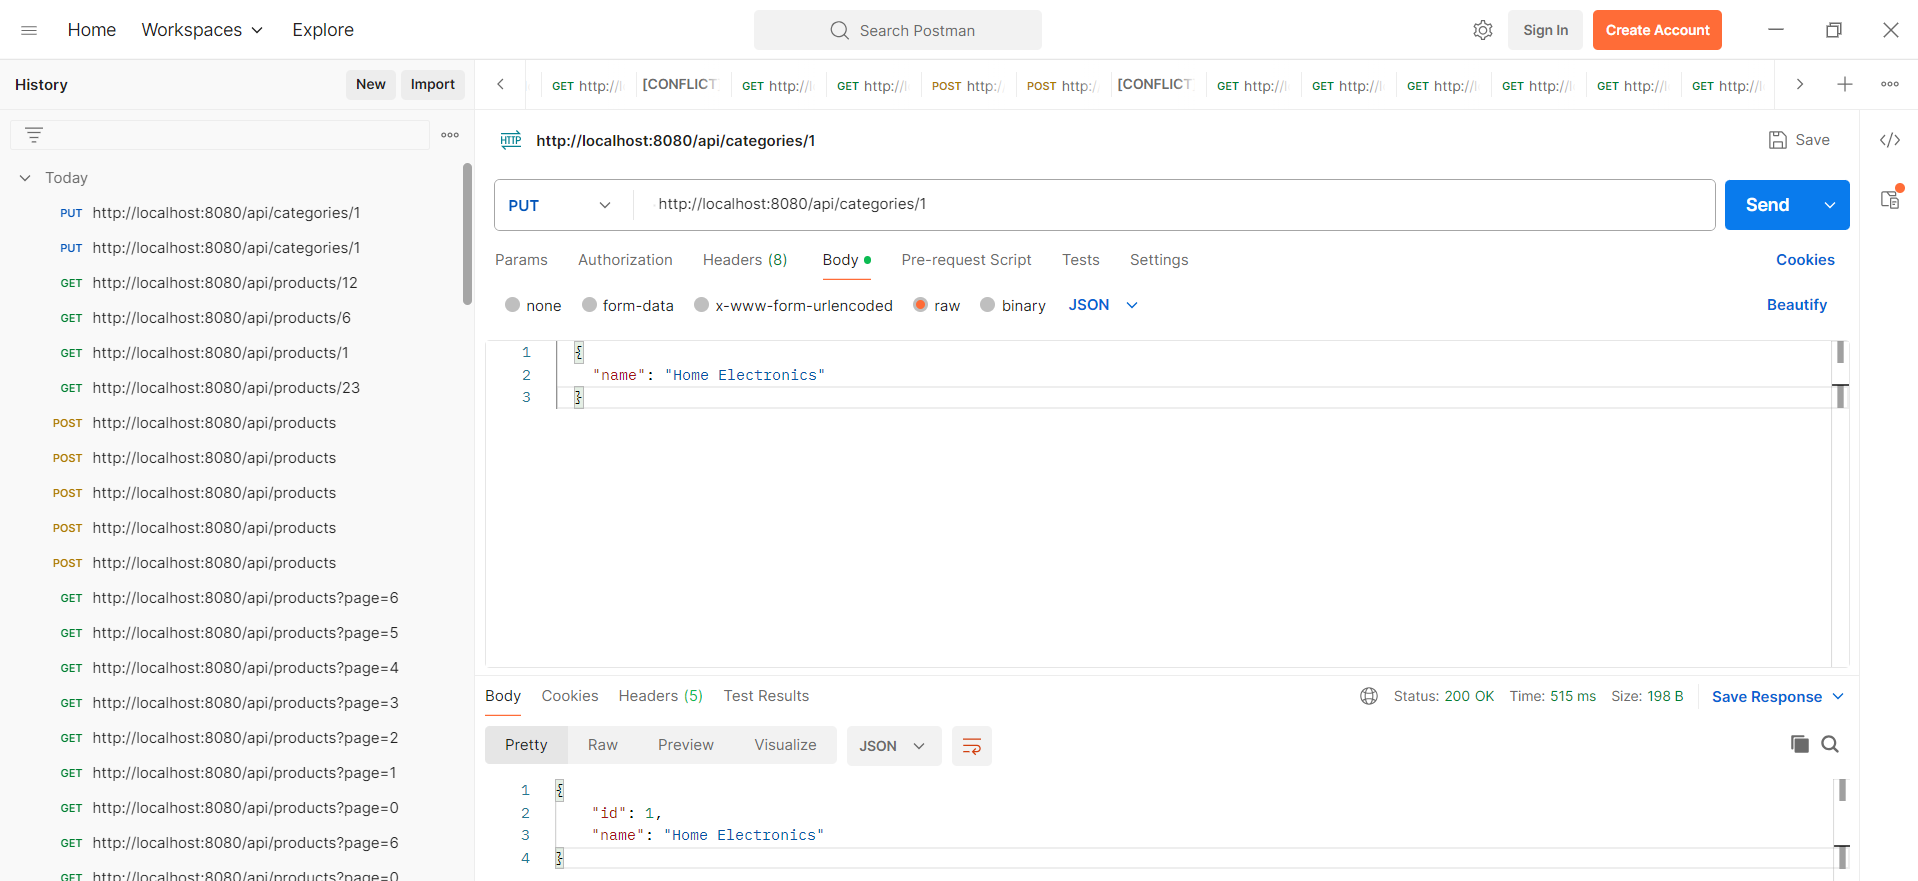 Home Workspaces Explore Search Postman Sign In Create Account
History New Import
GET http://l [CONFLICT GET http://l GET http://l POST http:/ POST http:/ [CONFLICT GET http://l GET http://l GET http://l GET http://l GET http://l GET http://l
HTTP http://localhost:8080/api/categories/1 Save
Today
PUT http://localhost:8080/api/categories/1
PUT http://localhost:8080/api/categories/1
GET http://localhost:8080/api/products/12
GET http://localhost:8080/api/products/6
GET http://localhost:8080/api/products/1
GET http://localhost:8080/api/products/23
POST http://localhost:8080/api/products
POST http://localhost:8080/api/products
POST http://localhost:8080/api/products
POST http://localhost:8080/api/products
POST http://localhost:8080/api/products
GET http://localhost:8080/api/products?page=6
GET http://localhost:8080/api/products?page=5
GET http://localhost:8080/api/products?page=4
GET http://localhost:8080/api/products?page=3
GET http://localhost:8080/api/products?page=2
GET http://localhost:8080/api/products?page=1
GET http://localhost:8080/api/products?page=0
GET http://localhost:8080/api/products?page=6
GET http://localhost:8080/api/products?page=0
PUT http://localhost:8080/api/categories/1 Send
Params Authorization Headers (8) Body Pre-request Script Tests Settings Cookies
none form-data x-www-form-urlencoded raw binary JSON Beautify
1 {
2 "name": "Home Electronics"
3 }
Body Cookies Headers (5) Test Results Status: 200 OK Time: 515 ms Size: 198 B Save Response
Pretty Raw Preview Visualize JSON
1 {
2 "id": 1,
3 "name": "Home Electronics"
4 }